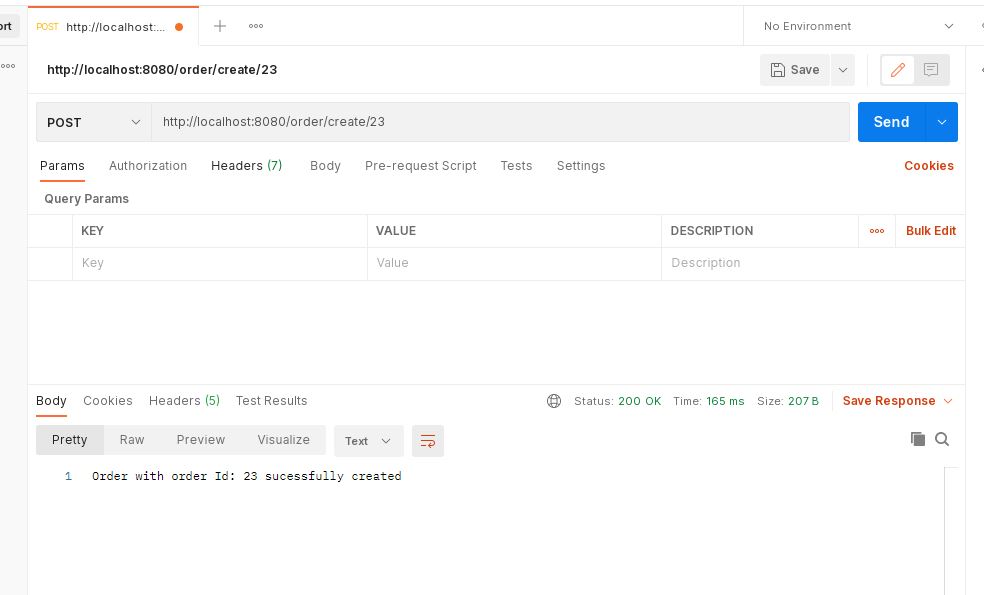 ort POST http://localhost:... No Environment
http://localhost:8080/order/create/23 Save
POST http://localhost:8080/order/create/23 Send
Params Authorization Headers (7) Body Pre-request Script Tests Settings Cookies
Query Params
KEY VALUE DESCRIPTION Bulk Edit
Key Value Description
Body Cookies Headers (5) Test Results Status: 200 OK Time: 165 ms Size: 207 B Save Response
Pretty Raw Preview Visualize Text
1 Order with order Id: 23 sucessfully created